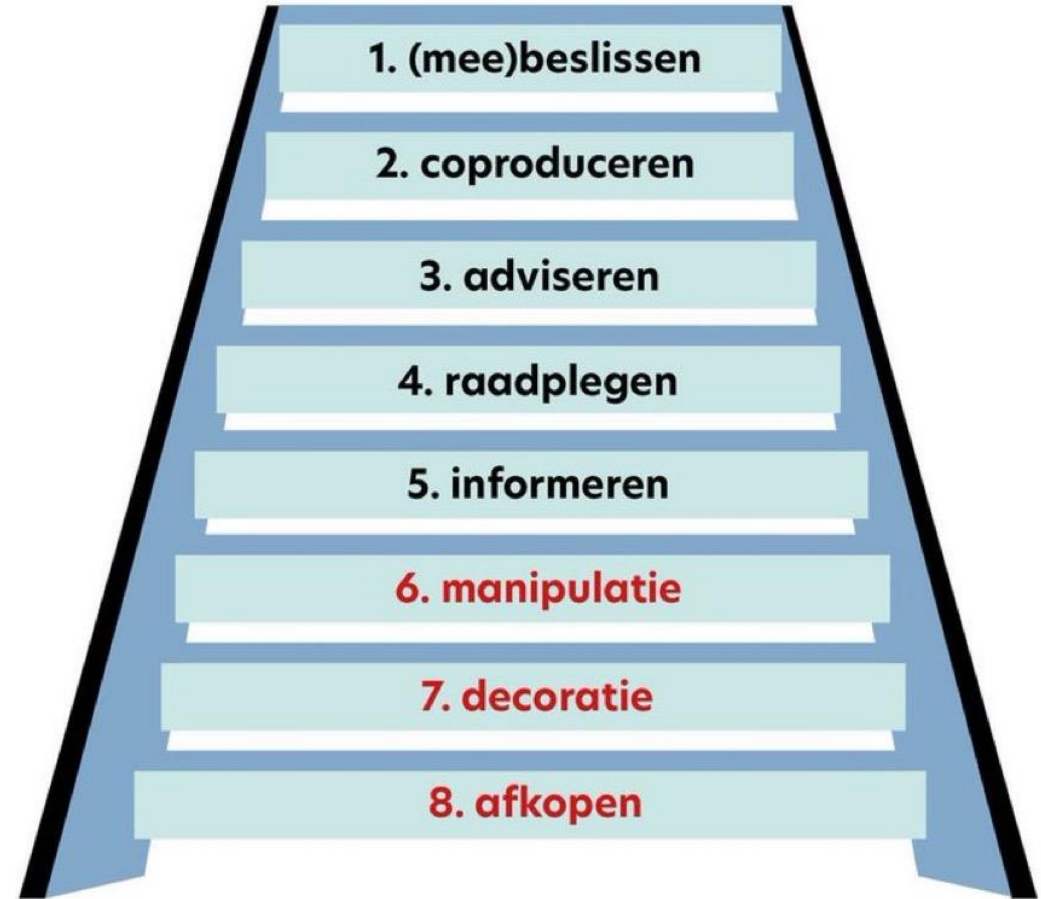 1. (mee)beslissen
2. coproduceren
3. adviseren
4. raadplegen
5. informeren
6. manipulatie
7. decoratie
8. afkopen